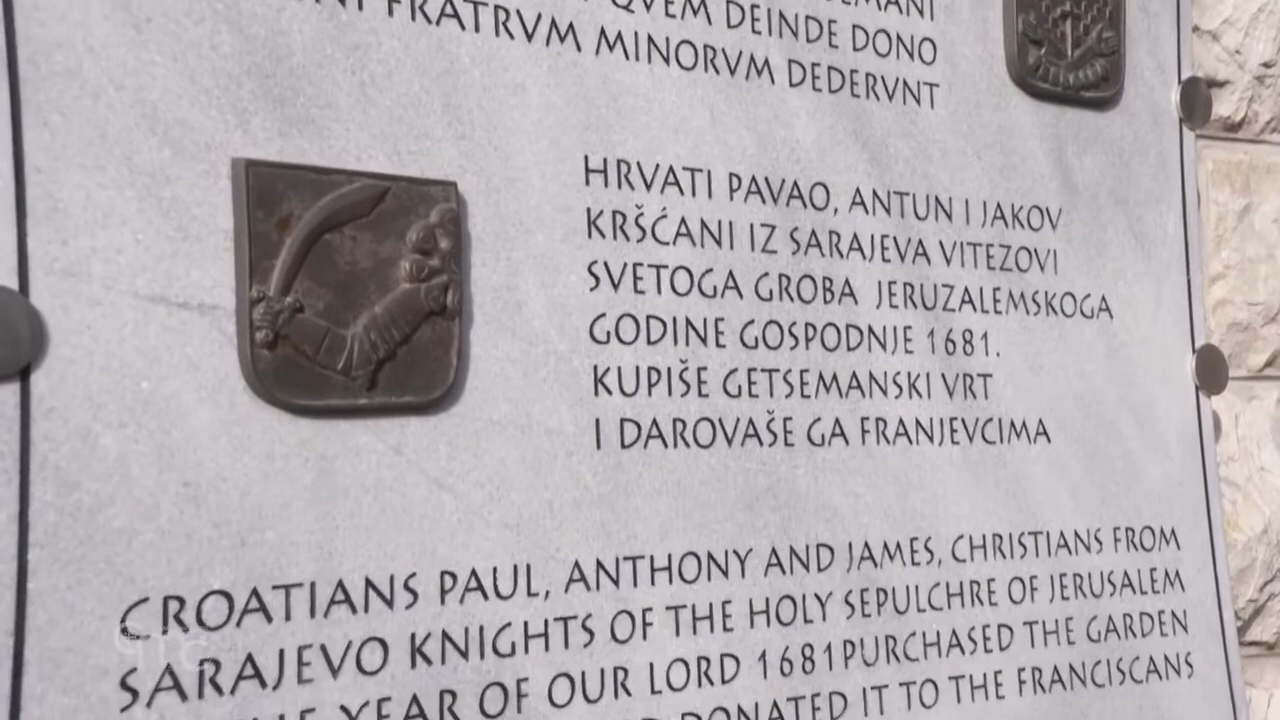 QVEM DEINDE DONO
FRATRVM MINORVM DEDERVNT
HRVATI PAVAO, ANTUN I JAKOV
KRŠĆANI IZ SARAJEVA VITEZOVI
SVETOGA GROBA JERUZALEMSKOGA
GODINE GOSPODNJE 1681.
KUPIŠE GETSEMANSKI VRT
I DAROVAŠE GA FRANJEVCIMA
CROATIANS PAUL, ANTHONY AND JAMES, CHRISTIANS FROM
SARAJEVO KNIGHTS OF THE HOLY SEPULCHRE OF JERUSALEM
YEAR OF OUR LORD 1681 PURCHASED THE GARDEN
DONATED IT TO THE FRANCISCANS